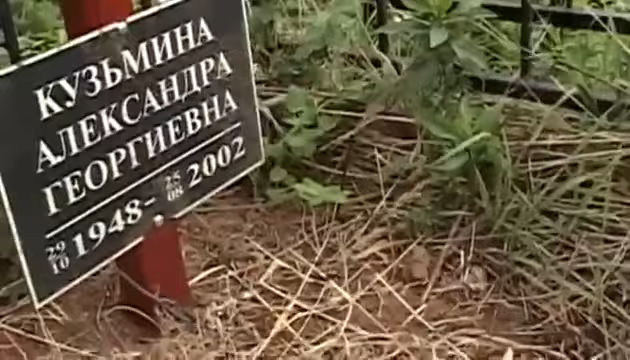 КУЗЬМИНА
АЛЕКСАНДРА
ГЕОРГИЕВНА
29/10 1948 - 25/08 2002